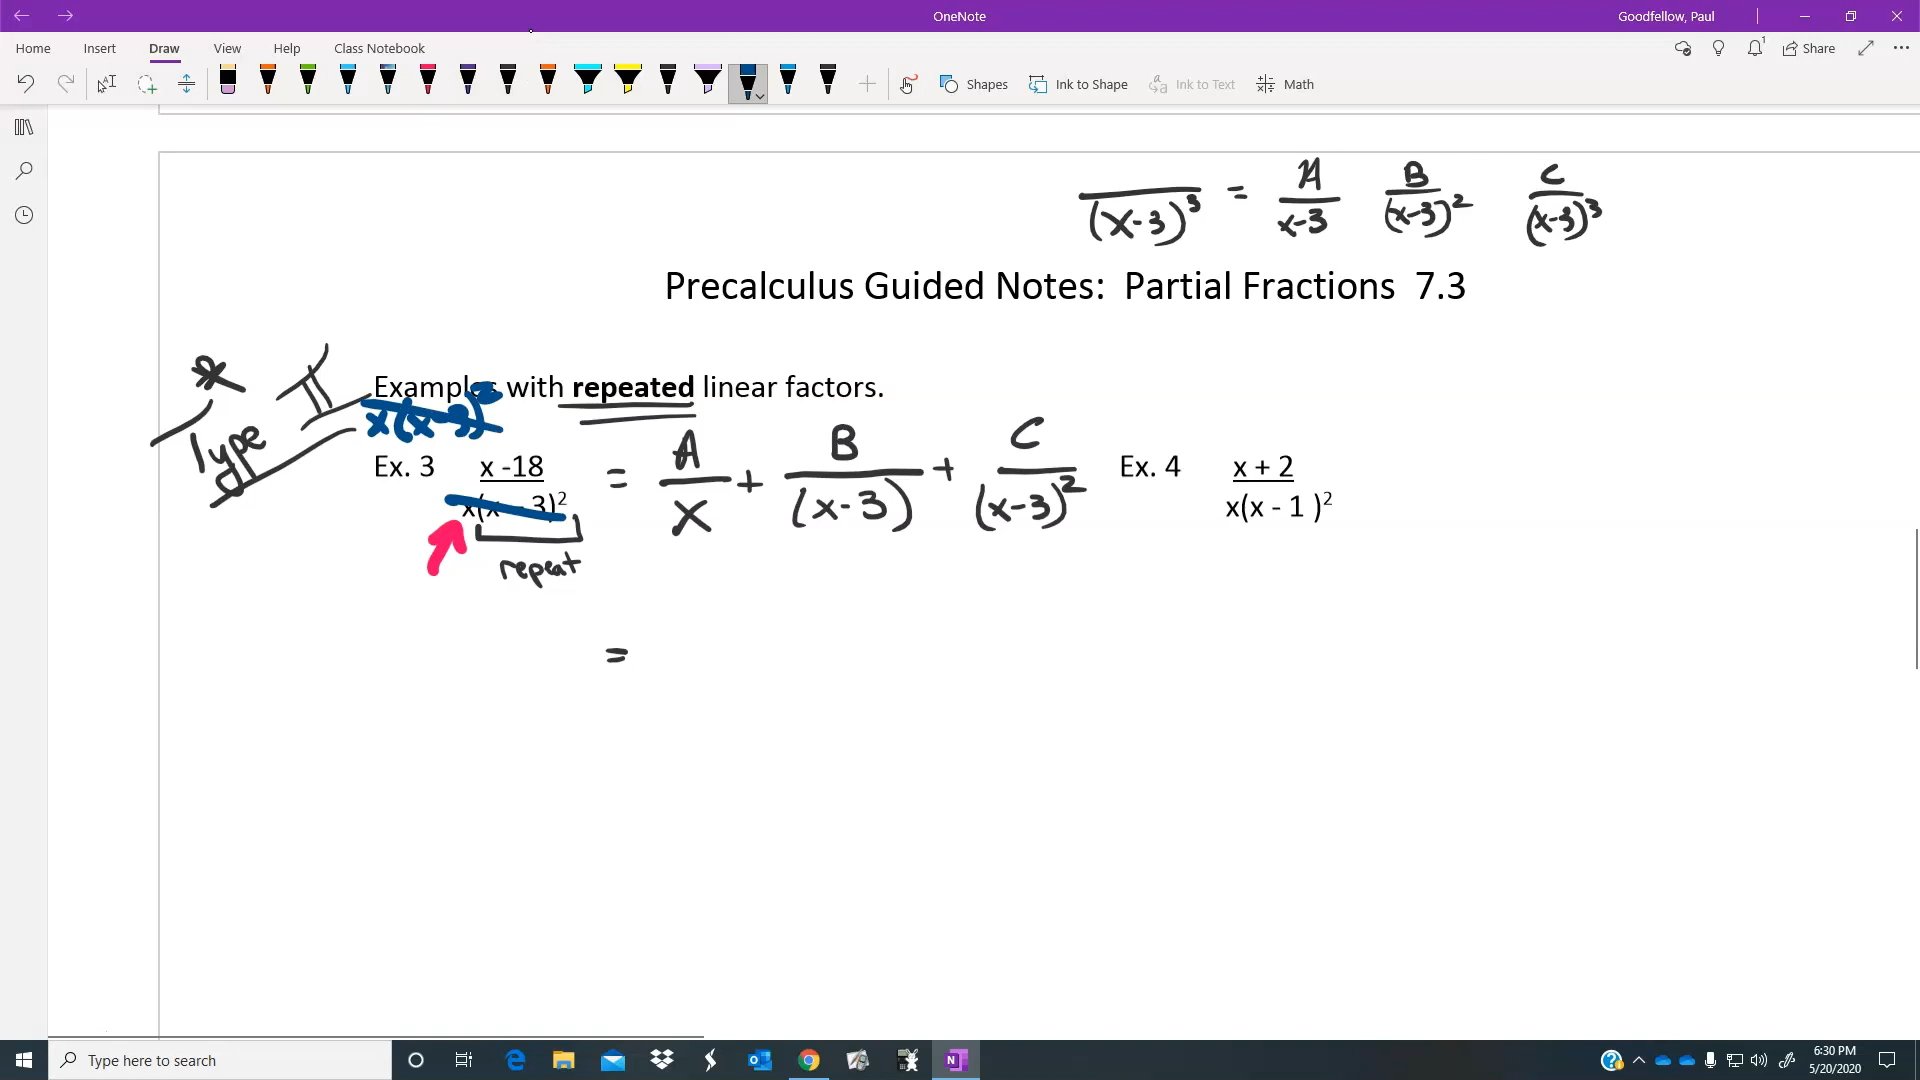 OneNote
Goodfellow, Paul
Home Insert Draw View Help Class Notebook
Share
Shapes Ink to Shape Ink to Text Math
/(x-3)³ = A/x-3 B/(x-3)² C/(x-3)³
Precalculus Guided Notes: Partial Fractions 7.3
* Type II
Examples with repeated linear factors.
x(x-3)²
Ex. 3 x -18 / x(x - 3)² = A/x + B/(x-3) + C/(x-3)²
Ex. 4 x + 2 / x(x - 1 )²
repeat
=
Type here to search
6:30 PM
5/20/2020